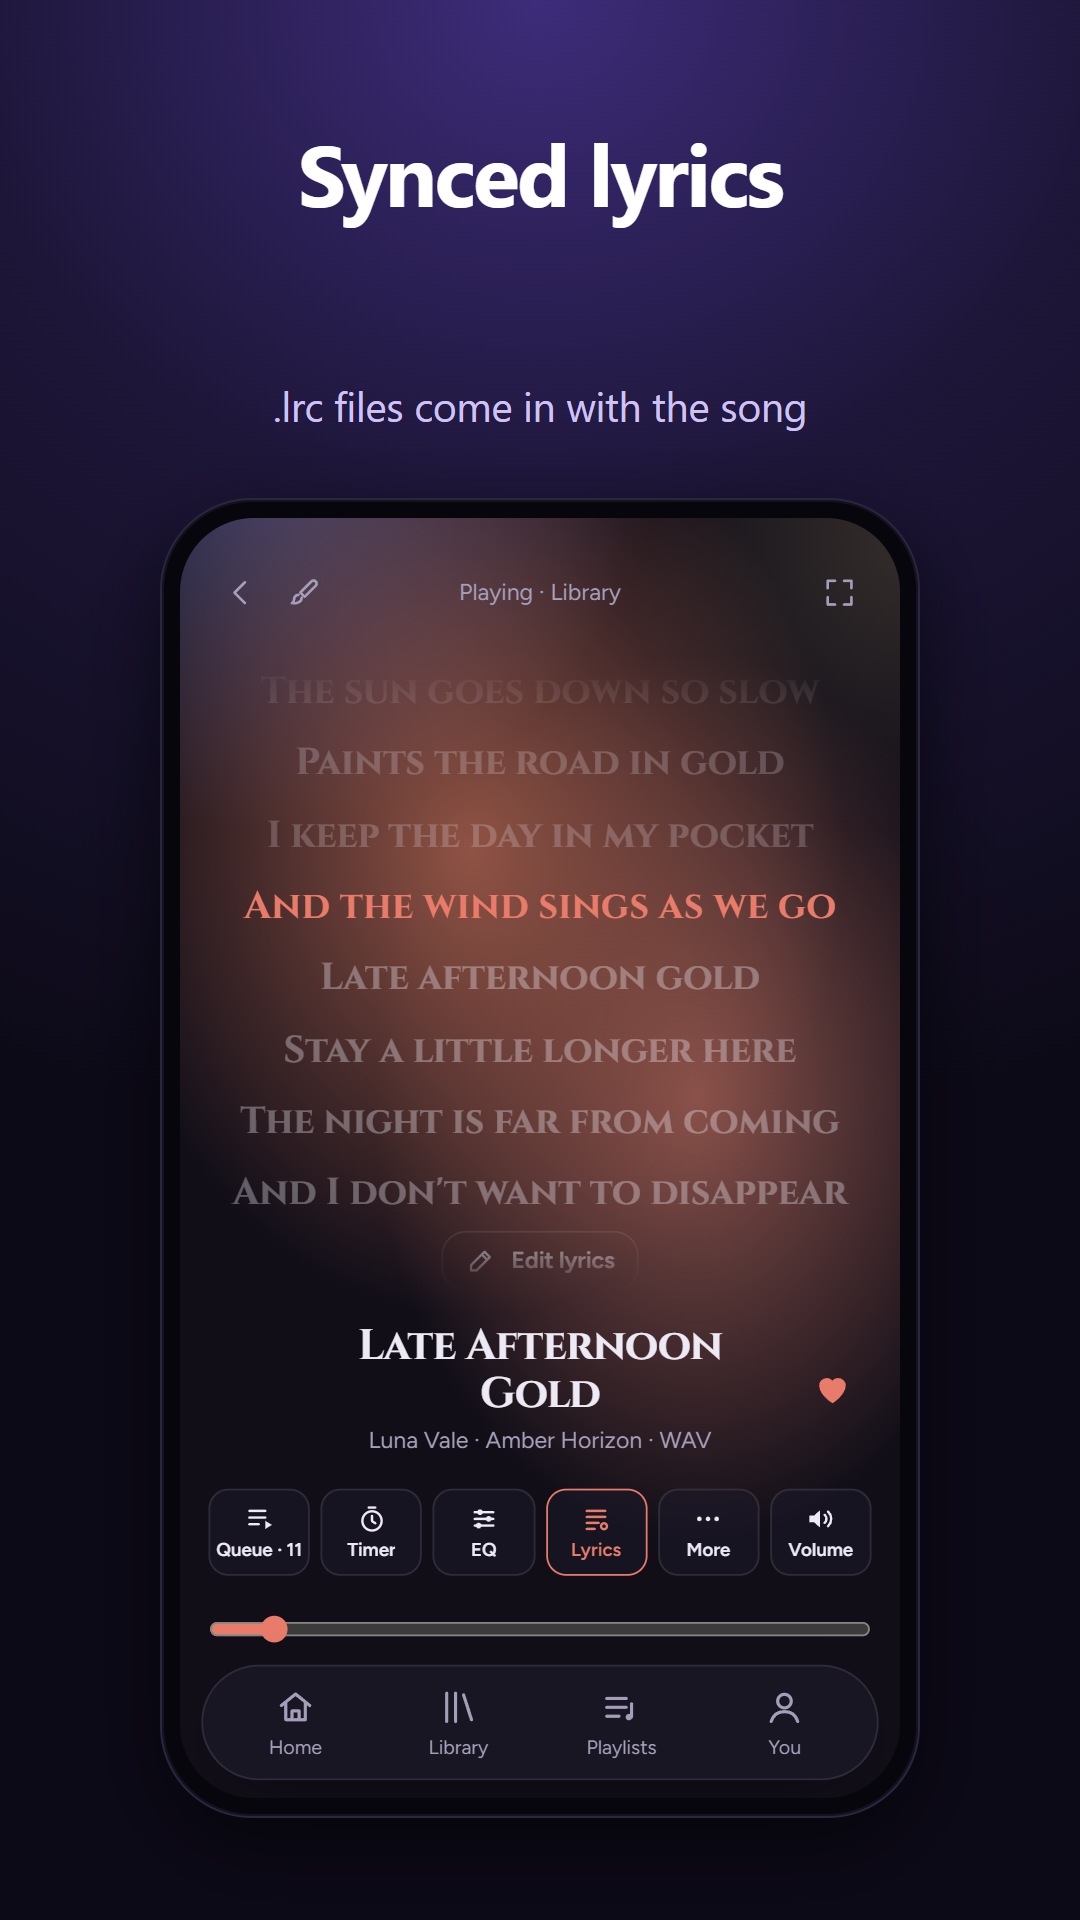 Synced lyrics
.lrc files come in with the song
Playing · Library
The sun goes down so slow
Paints the road in gold
I keep the day in my pocket
And the wind sings as we go
Late afternoon gold
Stay a little longer here
The night is far from coming
And I don't want to disappear
Edit lyrics
Late Afternoon
Gold
Luna Vale · Amber Horizon · WAV
Queue · 11 Timer EQ Lyrics More Volume
Home Library Playlists You